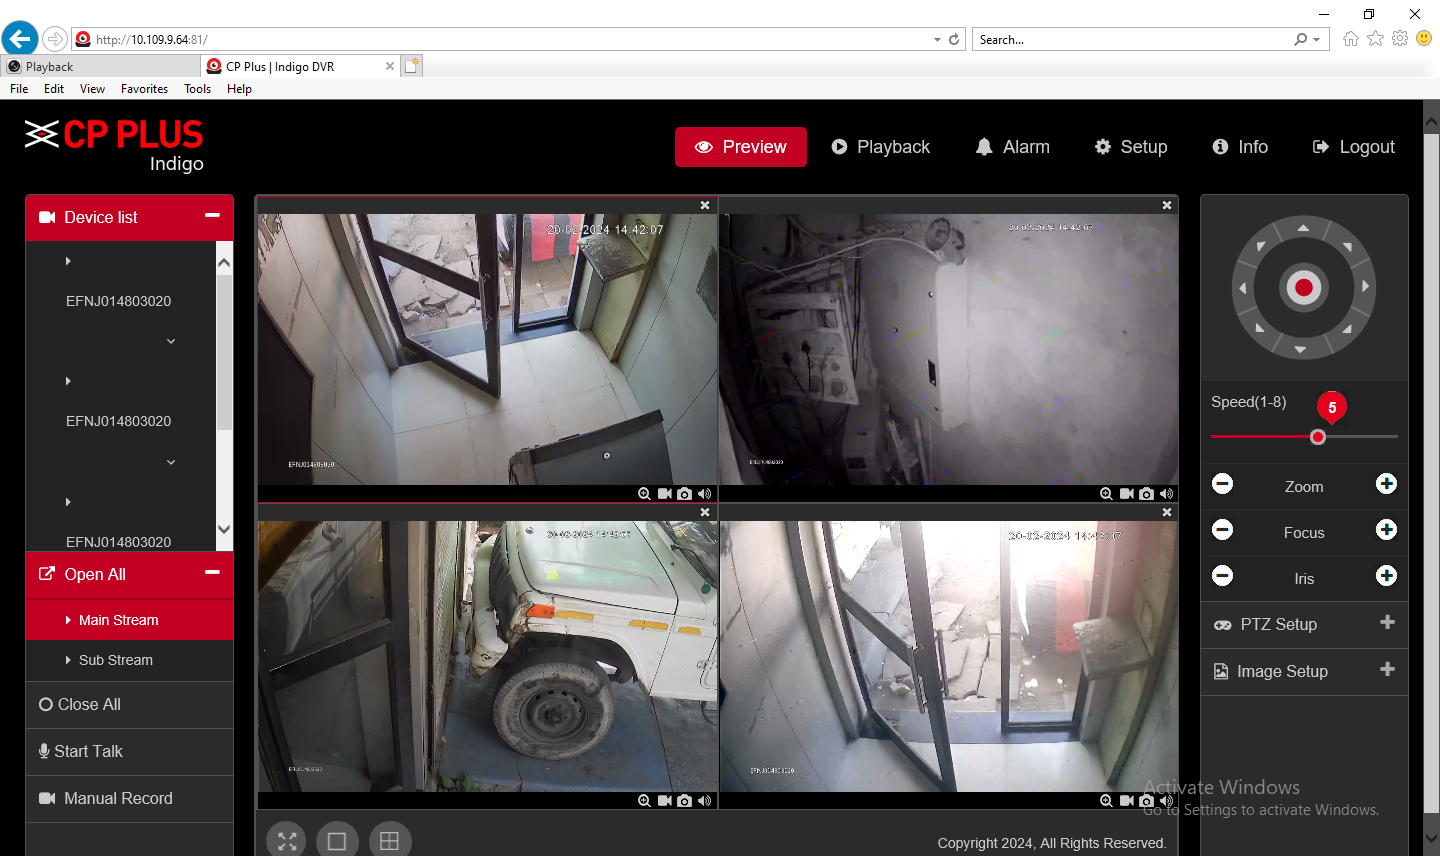 http://10.109.9.64:81/
Search...
Playback
CP Plus | Indigo DVR
File Edit View Favorites Tools Help
CP PLUS
Indigo
Preview
Playback
Alarm
Setup
Info
Logout
Device list
EFNJ014803020
EFNJ014803020
EFNJ014803020
Open All
Main Stream
Sub Stream
Close All
Start Talk
Manual Record
20-02-2024 14:42:07
20-02-2024 14:42:07
20-02-2024 14:42:07
EFNJ014803020
20-02-2024 14:42:07
EFNJ014803020
Speed(1-8)
5
Zoom
Focus
Iris
PTZ Setup
Image Setup
Activate Windows
Go to Settings to activate Windows.
Copyright 2024, All Rights Reserved.